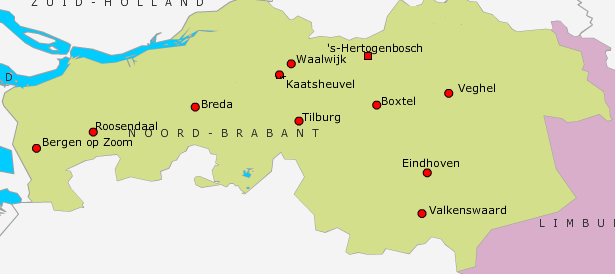 ZUID-HOLLAND
's-Hertogenbosch
Waalwijk
D
Kaatsheuvel
Veghel
Breda
Boxtel
Tilburg
Roosendaal
NOORD-BRABANT
Bergen op Zoom
Eindhoven
Valkenswaard
LIMBU